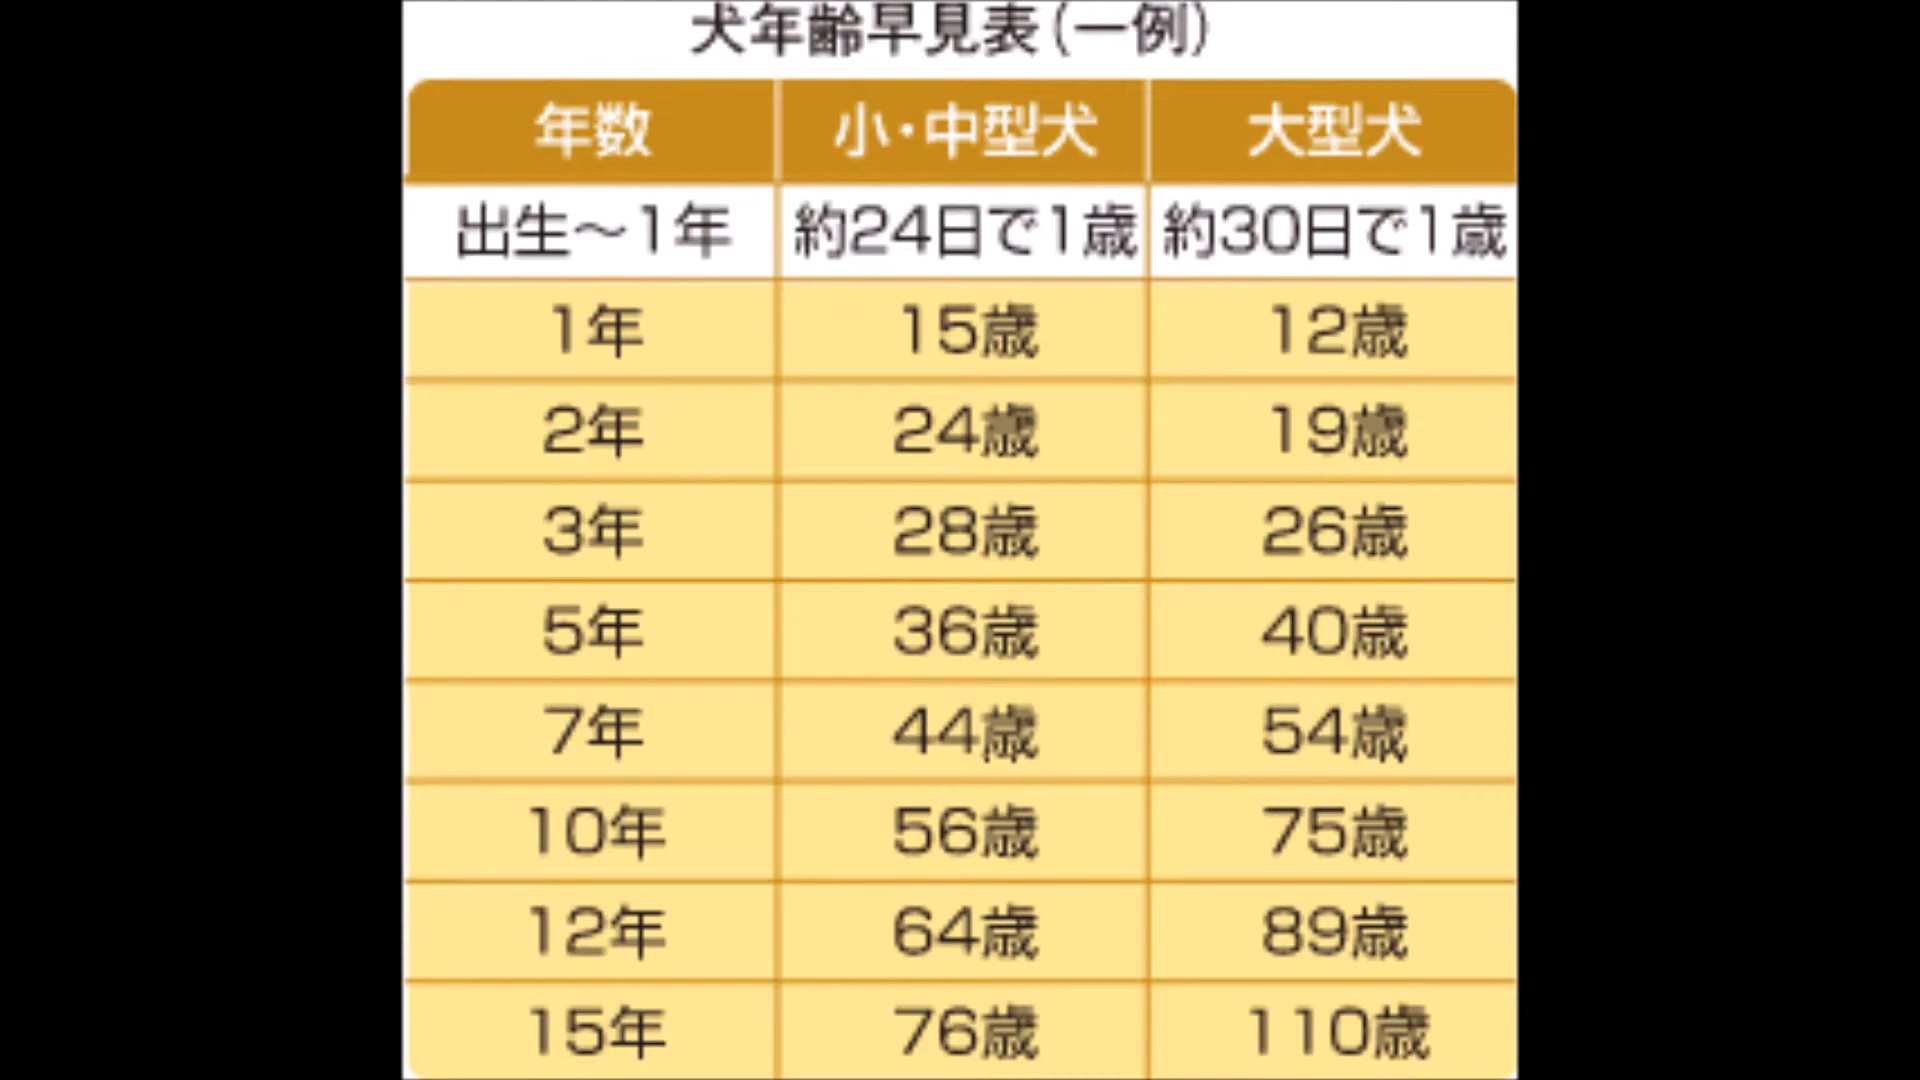 犬年齢早見表(一例)
年数 小・中型犬 大型犬
出生～1年 約24日で1歳 約30日で1歳
1年 15歳 12歳
2年 24歳 19歳
3年 28歳 26歳
5年 36歳 40歳
7年 44歳 54歳
10年 56歳 75歳
12年 64歳 89歳
15年 76歳 110歳